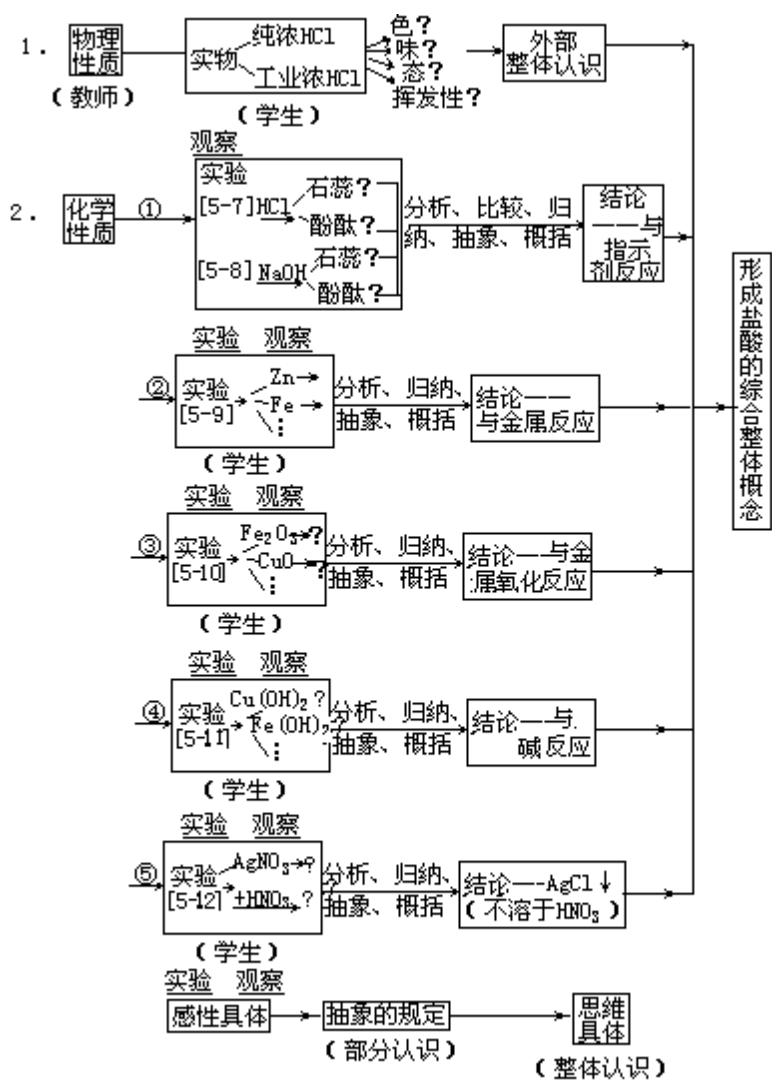 1．物理性质
（教师）
实物
纯浓HCl
工业浓HCl
（学生）
色？
味？
态？
挥发性？
外部
整体认识
观察
2．化学性质
①
实验
[5-7]HCl
石蕊？
酚酞？
[5-8]NaOH
石蕊？
酚酞？
分析、比较、归
纳、抽象、概括
结论
——与
指示
剂反应
实验 观察
②
实验
[5-9]
Zn→
Fe→
⋮
（学生）
分析、归纳、
抽象、概括
结论——
与金属反应
实验 观察
③
实验
[5-10]
Fe₂O₃→?
CuO→?
⋮
（学生）
分析、归纳、
抽象、概括
结论——与金
属氧化反应
实验 观察
④
实验
[5-11]
Cu(OH)₂?
Fe(OH)₂?
⋮
（学生）
分析、归纳、
抽象、概括
结论——与
碱反应
实验 观察
⑤
实验
[5-12]
AgNO₃→?
+HNO₃?
（学生）
分析、归纳、
抽象、概括
结论——AgCl↓
（不溶于HNO₃）
形成盐酸的综合整体概念
实验 观察
感性具体
抽象的规定
（部分认识）
思维
具体
（整体认识）